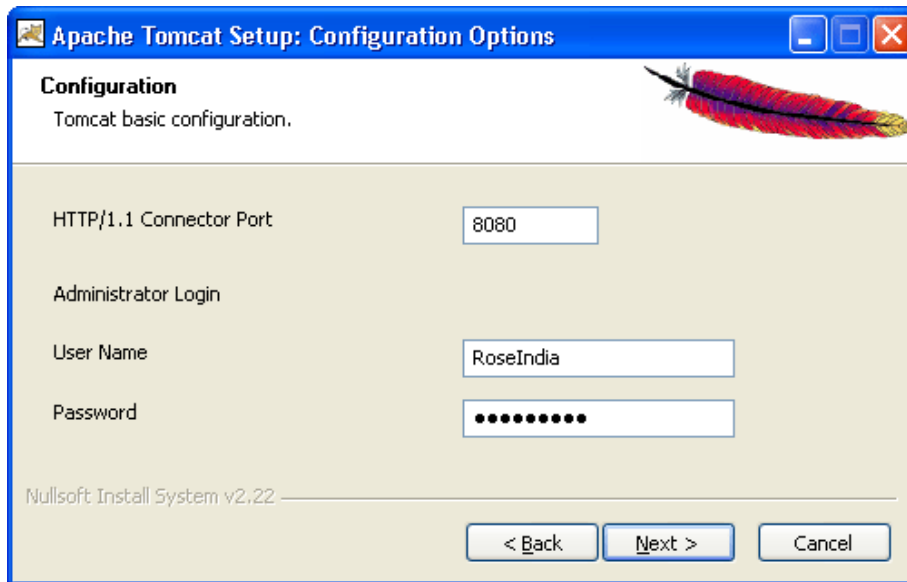 Apache Tomcat Setup: Configuration Options
Configuration
Tomcat basic configuration.
HTTP/1.1 Connector Port 8080
Administrator Login
User Name RoseIndia
Password ●●●●●●●●●
Nullsoft Install System v2.22
< Back Next > Cancel